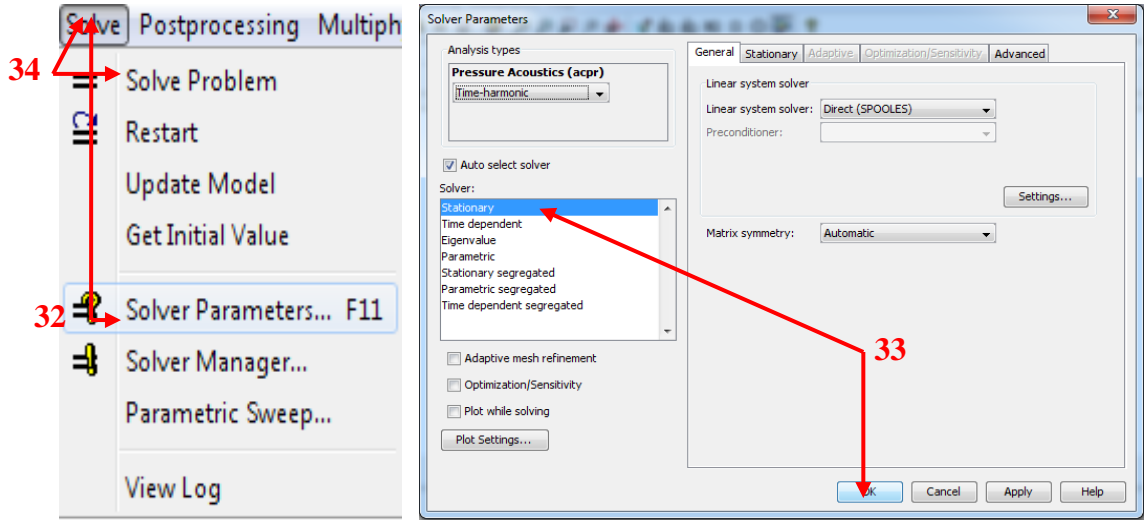 Solve Postprocessing Multiph
34
Solve Problem
Restart
Update Model
Get Initial Value
32
Solver Parameters... F11
Solver Manager...
Parametric Sweep...
View Log
Solver Parameters
Analysis types
Pressure Acoustics (acpr)
Time-harmonic
Auto select solver
Solver:
Stationary
Time dependent
Eigenvalue
Parametric
Stationary segregated
Parametric segregated
Time dependent segregated
Adaptive mesh refinement
Optimization/Sensitivity
Plot while solving
Plot Settings...
General Stationary Adaptive Optimization/Sensitivity Advanced
Linear system solver
Linear system solver: Direct (SPOOLES)
Preconditioner:
Settings...
Matrix symmetry: Automatic
33
OK Cancel Apply Help